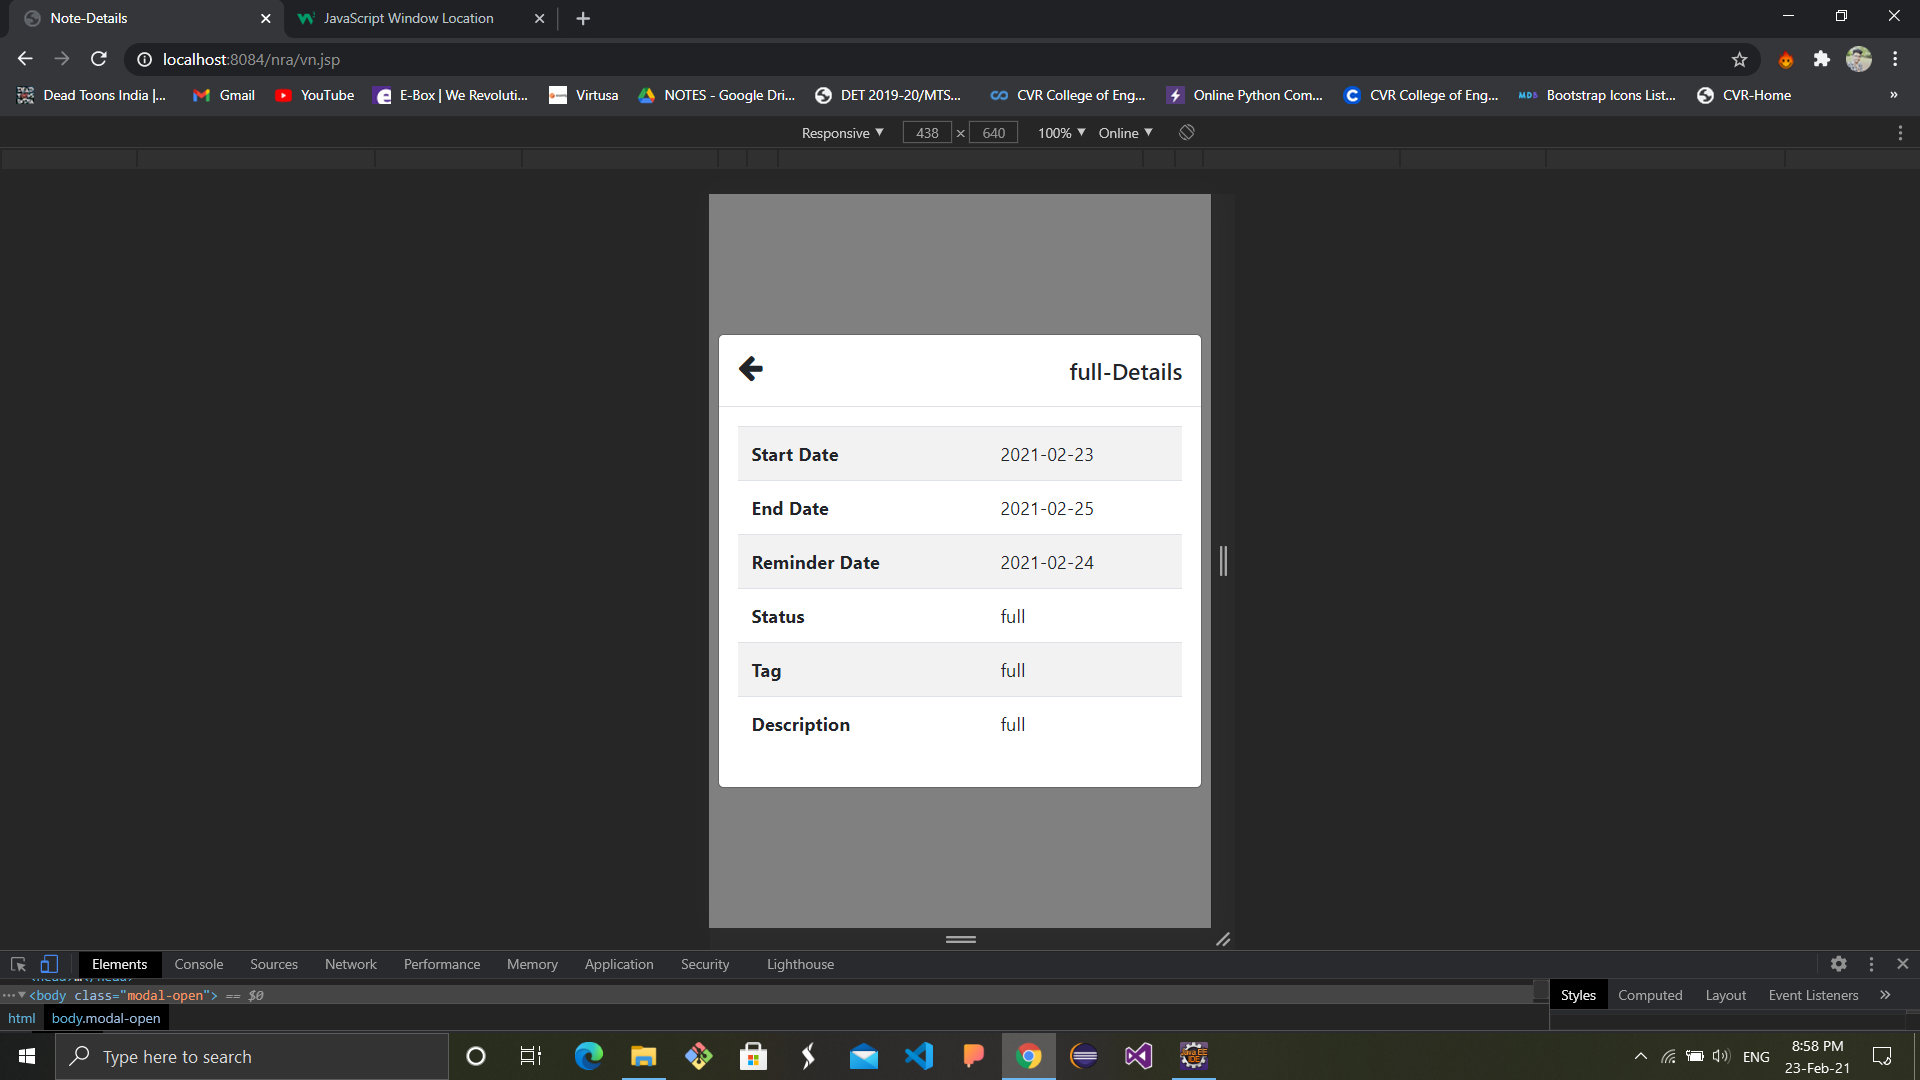 Note-Details
JavaScript Window Location
localhost:8084/nra/vn.jsp
Dead Toons India |...
Gmail
YouTube
E-Box | We Revoluti...
Virtusa
NOTES - Google Dri...
DET 2019-20/MTS...
CVR College of Eng...
Online Python Com...
CVR College of Eng...
Bootstrap Icons List...
CVR-Home
»
Responsive ▼ 438 × 640 100% ▼ Online ▼
full-Details
Start Date 2021-02-23
End Date 2021-02-25
Reminder Date 2021-02-24
Status full
Tag full
Description full
Elements Console Sources Network Performance Memory Application Security Lighthouse
<body class="modal-open"> == $0
Styles Computed Layout Event Listeners »
html body.modal-open
Type here to search
ENG
8:58 PM
23-Feb-21